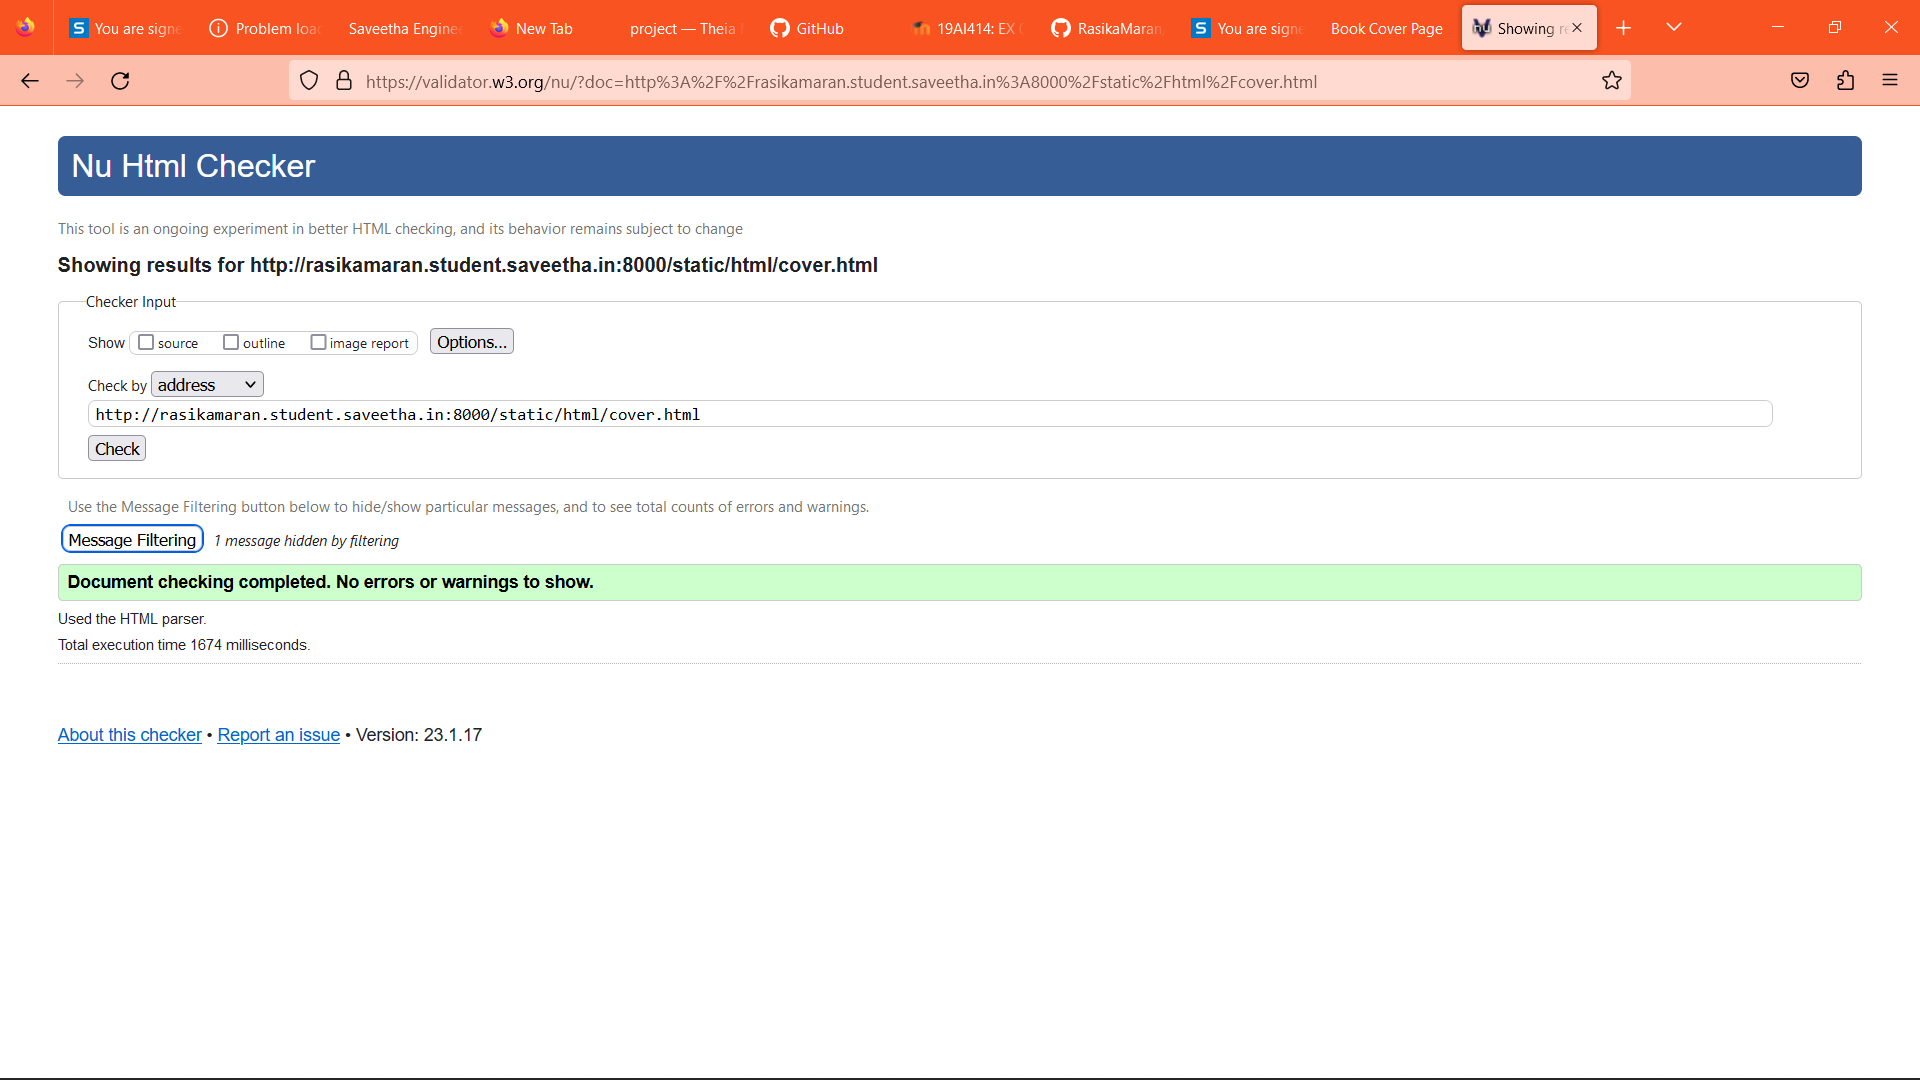 You are signe
Problem loa
Saveetha Engine
New Tab
project — Theia
GitHub
19AI414: EX
RasikaMaran
You are signe
Book Cover Page
Showing re
https://validator.w3.org/nu/?doc=http%3A%2F%2Frasikamaran.student.saveetha.in%3A8000%2Fstatic%2Fhtml%2Fcover.html
Nu Html Checker
This tool is an ongoing experiment in better HTML checking, and its behavior remains subject to change
Showing results for http://rasikamaran.student.saveetha.in:8000/static/html/cover.html
Checker Input
Show source outline image report Options...
Check by address
http://rasikamaran.student.saveetha.in:8000/static/html/cover.html
Check
Use the Message Filtering button below to hide/show particular messages, and to see total counts of errors and warnings.
Message Filtering 1 message hidden by filtering
Document checking completed. No errors or warnings to show.
Used the HTML parser.
Total execution time 1674 milliseconds.
About this checker • Report an issue • Version: 23.1.17